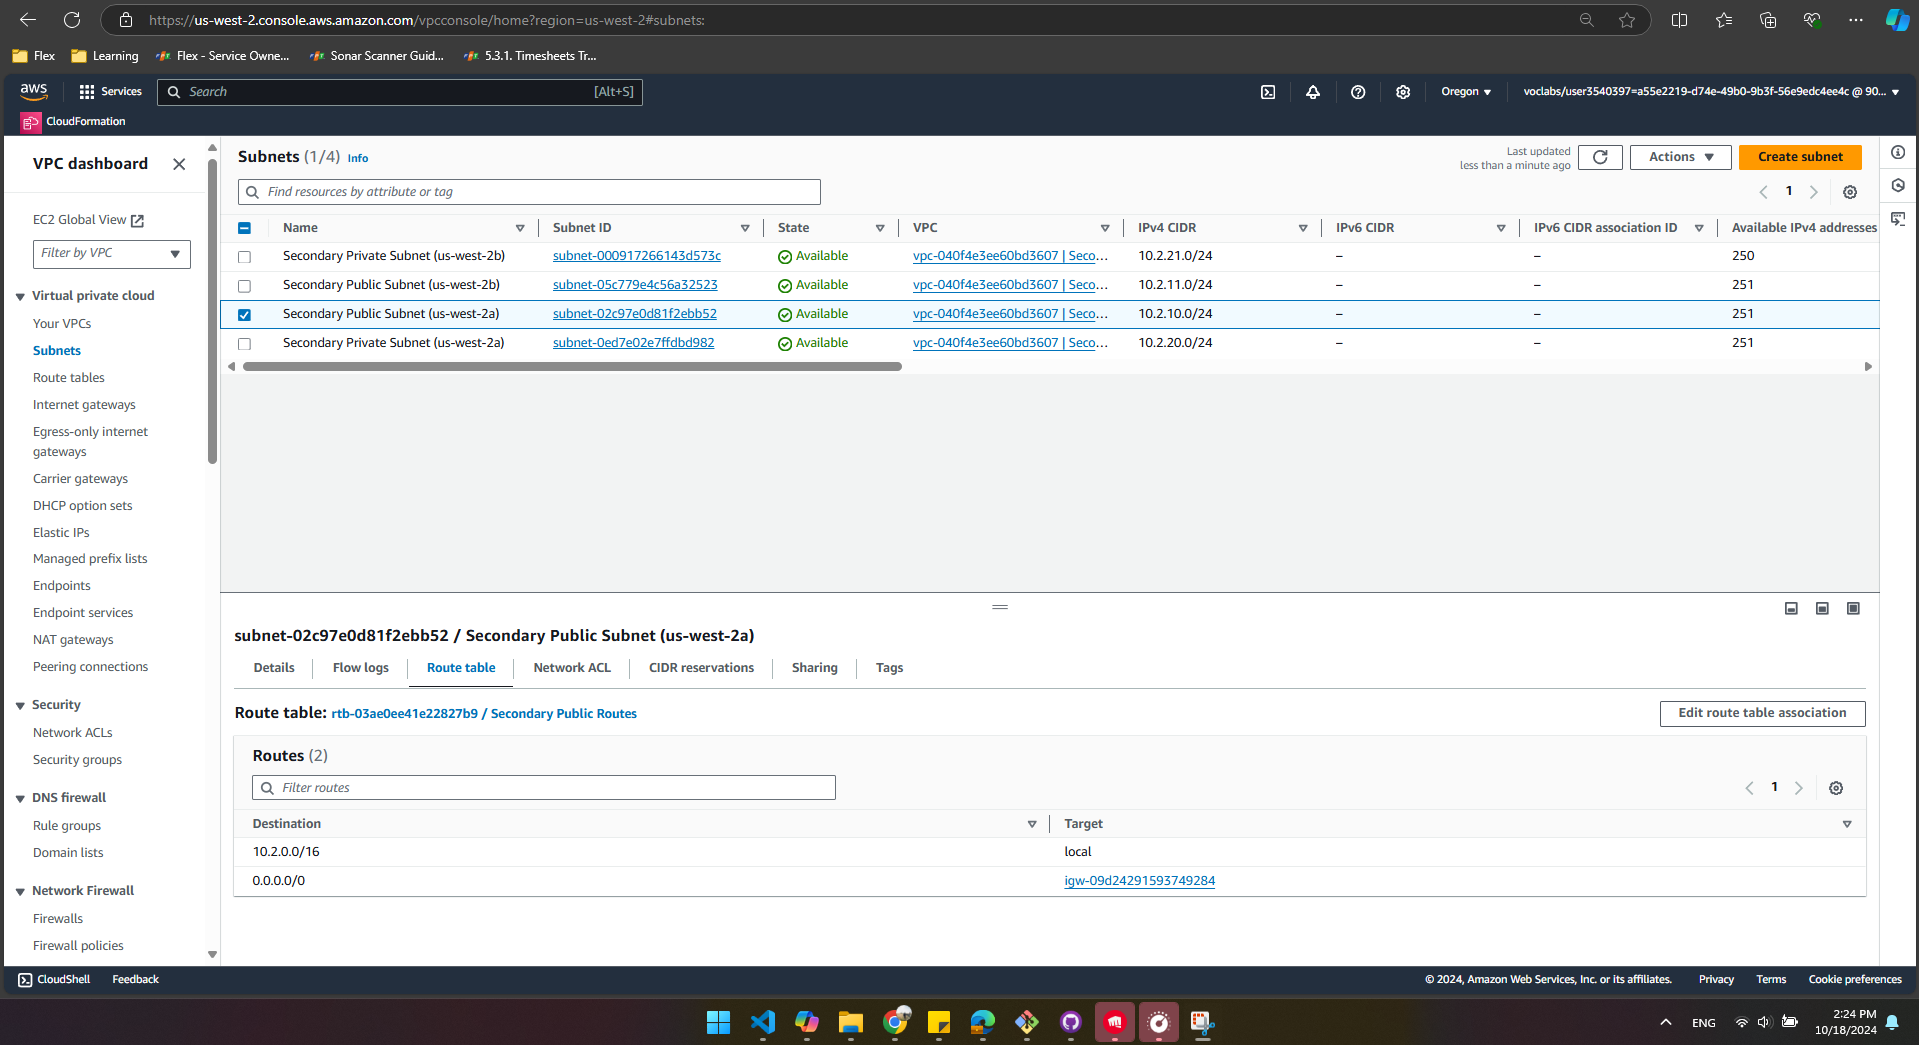 https://us-west-2.console.aws.amazon.com/vpcconsole/home?region=us-west-2#subnets:
Flex
Learning
Flex - Service Owne...
Sonar Scanner Guid...
5.3.1. Timesheets Tr...
aws
Services
Search
[Alt+S]
Oregon
voclabs/user3540397=a55e2219-d74e-49b0-9b3f-56e9edc4ee4c @ 90...
CloudFormation
VPC dashboard
EC2 Global View
Filter by VPC
Virtual private cloud
Your VPCs
Subnets
Route tables
Internet gateways
Egress-only internet
gateways
Carrier gateways
DHCP option sets
Elastic IPs
Managed prefix lists
Endpoints
Endpoint services
NAT gateways
Peering connections
Security
Network ACLs
Security groups
DNS firewall
Rule groups
Domain lists
Network Firewall
Firewalls
Firewall policies
Subnets (1/4) Info
Last updated
less than a minute ago
Actions
Create subnet
Find resources by attribute or tag
1
Name Subnet ID State VPC IPv4 CIDR IPv6 CIDR IPv6 CIDR association ID Available IPv4 addresses
Secondary Private Subnet (us-west-2b) subnet-000917266143d573c Available vpc-040f4e3ee60bd3607 | Seco... 10.2.21.0/24 – – 250
Secondary Public Subnet (us-west-2b) subnet-05c779e4c56a32523 Available vpc-040f4e3ee60bd3607 | Seco... 10.2.11.0/24 – – 251
Secondary Public Subnet (us-west-2a) subnet-02c97e0d81f2ebb52 Available vpc-040f4e3ee60bd3607 | Seco... 10.2.10.0/24 – – 251
Secondary Private Subnet (us-west-2a) subnet-0ed7e02e7ffdbd982 Available vpc-040f4e3ee60bd3607 | Seco... 10.2.20.0/24 – – 251
subnet-02c97e0d81f2ebb52 / Secondary Public Subnet (us-west-2a)
Details
Flow logs
Route table
Network ACL
CIDR reservations
Sharing
Tags
Route table: rtb-03ae0ee41e22827b9 / Secondary Public Routes
Edit route table association
Routes (2)
Filter routes
1
Destination Target
10.2.0.0/16 local
0.0.0.0/0 igw-09d24291593749284
CloudShell
Feedback
© 2024, Amazon Web Services, Inc. or its affiliates.
Privacy
Terms
Cookie preferences
ENG
2:24 PM
10/18/2024